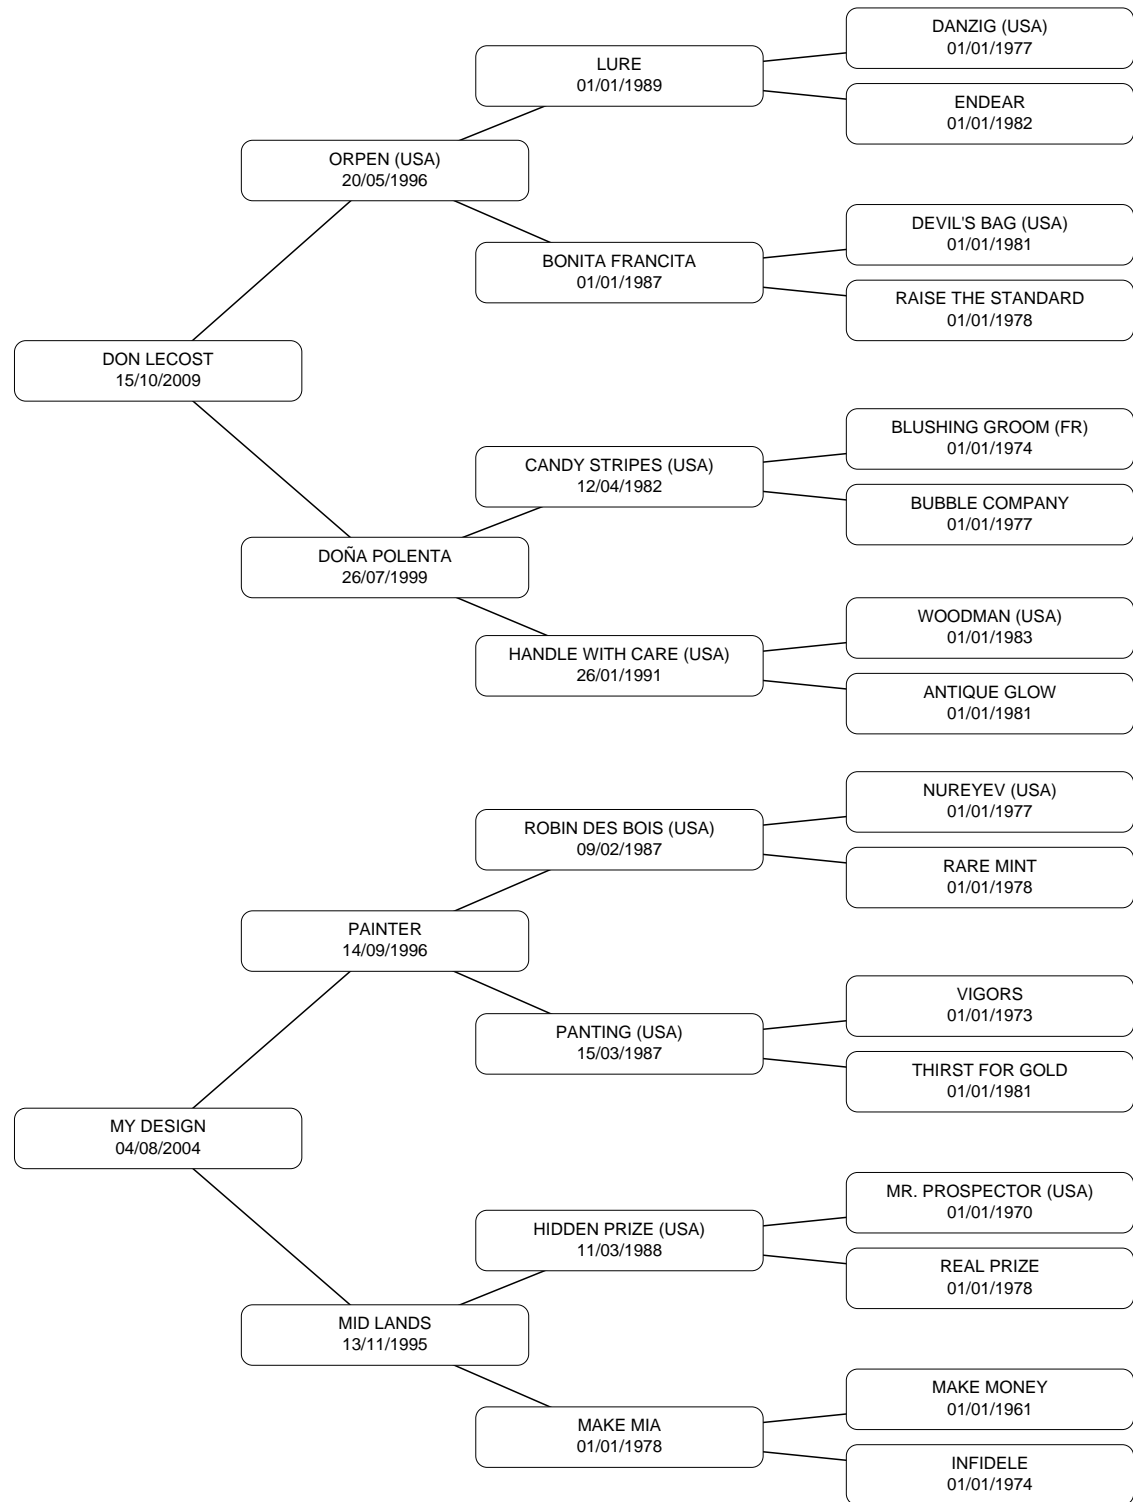 DANZIG (USA)
01/01/1977
LURE
01/01/1989
ENDEAR
01/01/1982
ORPEN (USA)
20/05/1996
DEVIL'S BAG (USA)
01/01/1981
BONITA FRANCITA
01/01/1987
RAISE THE STANDARD
01/01/1978
DON LECOST
15/10/2009
BLUSHING GROOM (FR)
01/01/1974
CANDY STRIPES (USA)
12/04/1982
BUBBLE COMPANY
01/01/1977
DOÑA POLENTA
26/07/1999
WOODMAN (USA)
01/01/1983
HANDLE WITH CARE (USA)
26/01/1991
ANTIQUE GLOW
01/01/1981
NUREYEV (USA)
01/01/1977
ROBIN DES BOIS (USA)
09/02/1987
RARE MINT
01/01/1978
PAINTER
14/09/1996
VIGORS
01/01/1973
PANTING (USA)
15/03/1987
THIRST FOR GOLD
01/01/1981
MY DESIGN
04/08/2004
MR. PROSPECTOR (USA)
01/01/1970
HIDDEN PRIZE (USA)
11/03/1988
REAL PRIZE
01/01/1978
MID LANDS
13/11/1995
MAKE MONEY
01/01/1961
MAKE MIA
01/01/1978
INFIDELE
01/01/1974